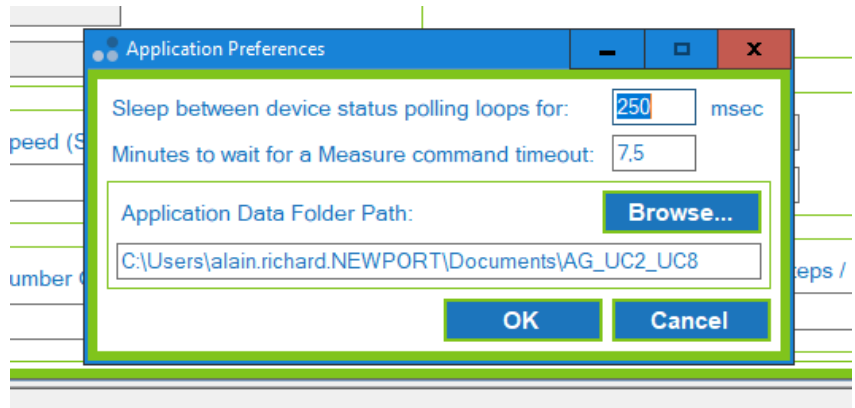 Application Preferences
Sleep between device status polling loops for: 250 msec
peed (S
Minutes to wait for a Measure command timeout: 7,5
Application Data Folder Path: Browse...
C:\Users\alain.richard.NEWPORT\Documents\AG_UC2_UC8
umber teps /
OK Cancel